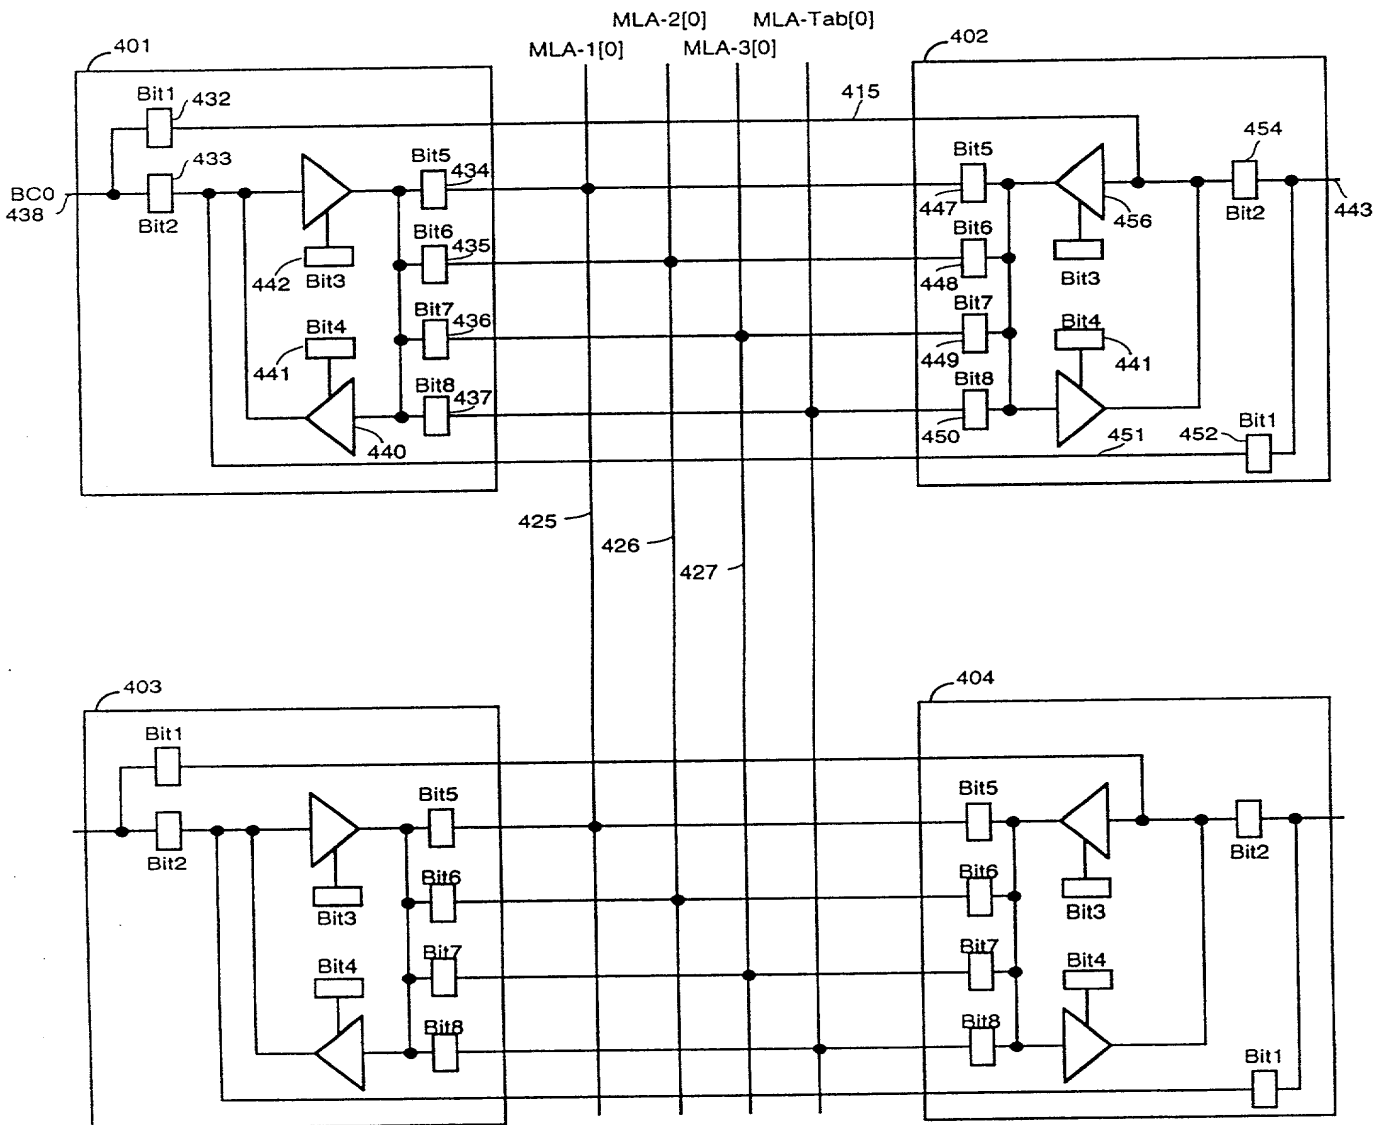 MLA-2[0] MLA-Tab[0]
MLA-1[0] MLA-3[0]
401
402
Bit1
432
415
433
454
Bit5
434
Bit5
BC0
438
Bit2
447
456
Bit2
443
Bit6
435
Bit6
442
Bit3
448
Bit3
Bit7
436
Bit7
Bit4
Bit4
441
449
441
Bit8
437
Bit8
Bit1
440
450
452
451
425
426
427
403
404
Bit1
Bit5
Bit5
Bit2
Bit2
Bit6
Bit6
Bit3
Bit3
Bit7
Bit7
Bit4
Bit4
Bit8
Bit8
Bit1